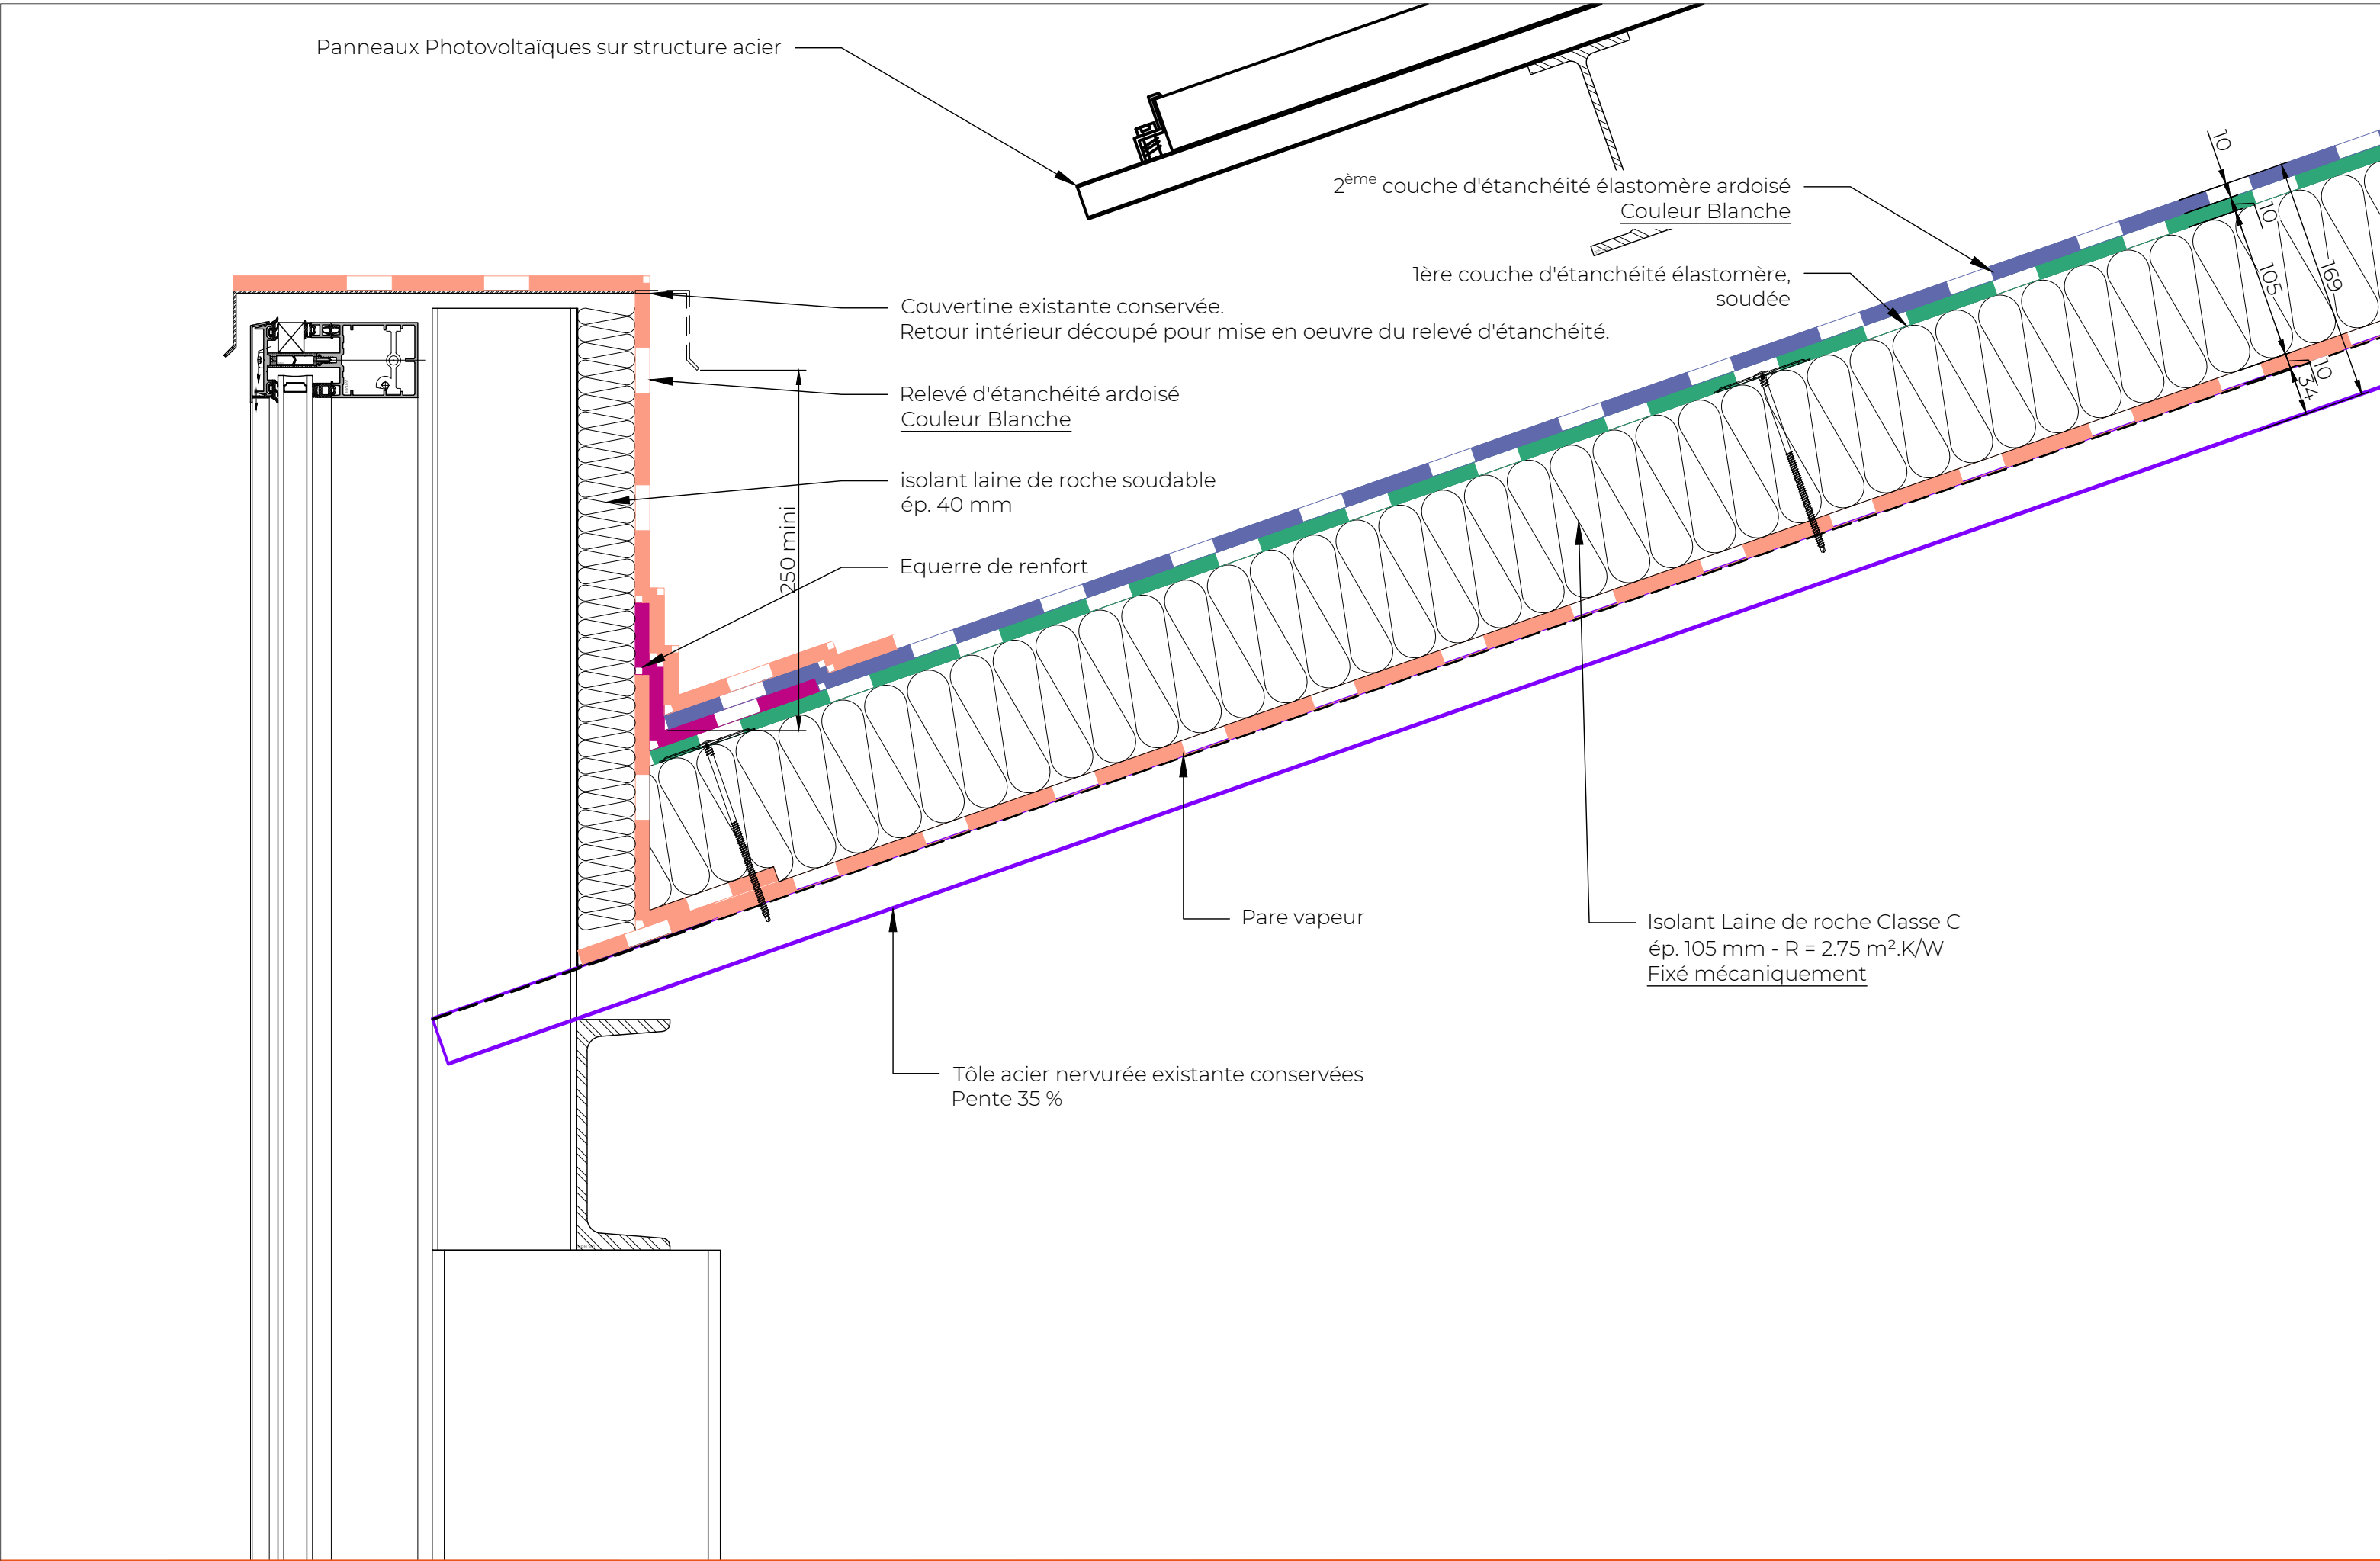 Panneaux Photovoltaïques sur structure acier
2ème couche d'étanchéité élastomère ardoisé
Couleur Blanche
1ère couche d'étanchéité élastomère,
soudée
10
10
105
169
10
34
Couvertine existante conservée.
Retour intérieur découpé pour mise en oeuvre du relevé d'étanchéité.
Relevé d'étanchéité ardoisé
Couleur Blanche
isolant laine de roche soudable
ép. 40 mm
250 mini
Equerre de renfort
Pare vapeur
Isolant Laine de roche Classe C
ép. 105 mm - R = 2.75 m².K/W
Fixé mécaniquement
Tôle acier nervurée existante conservées
Pente 35 %